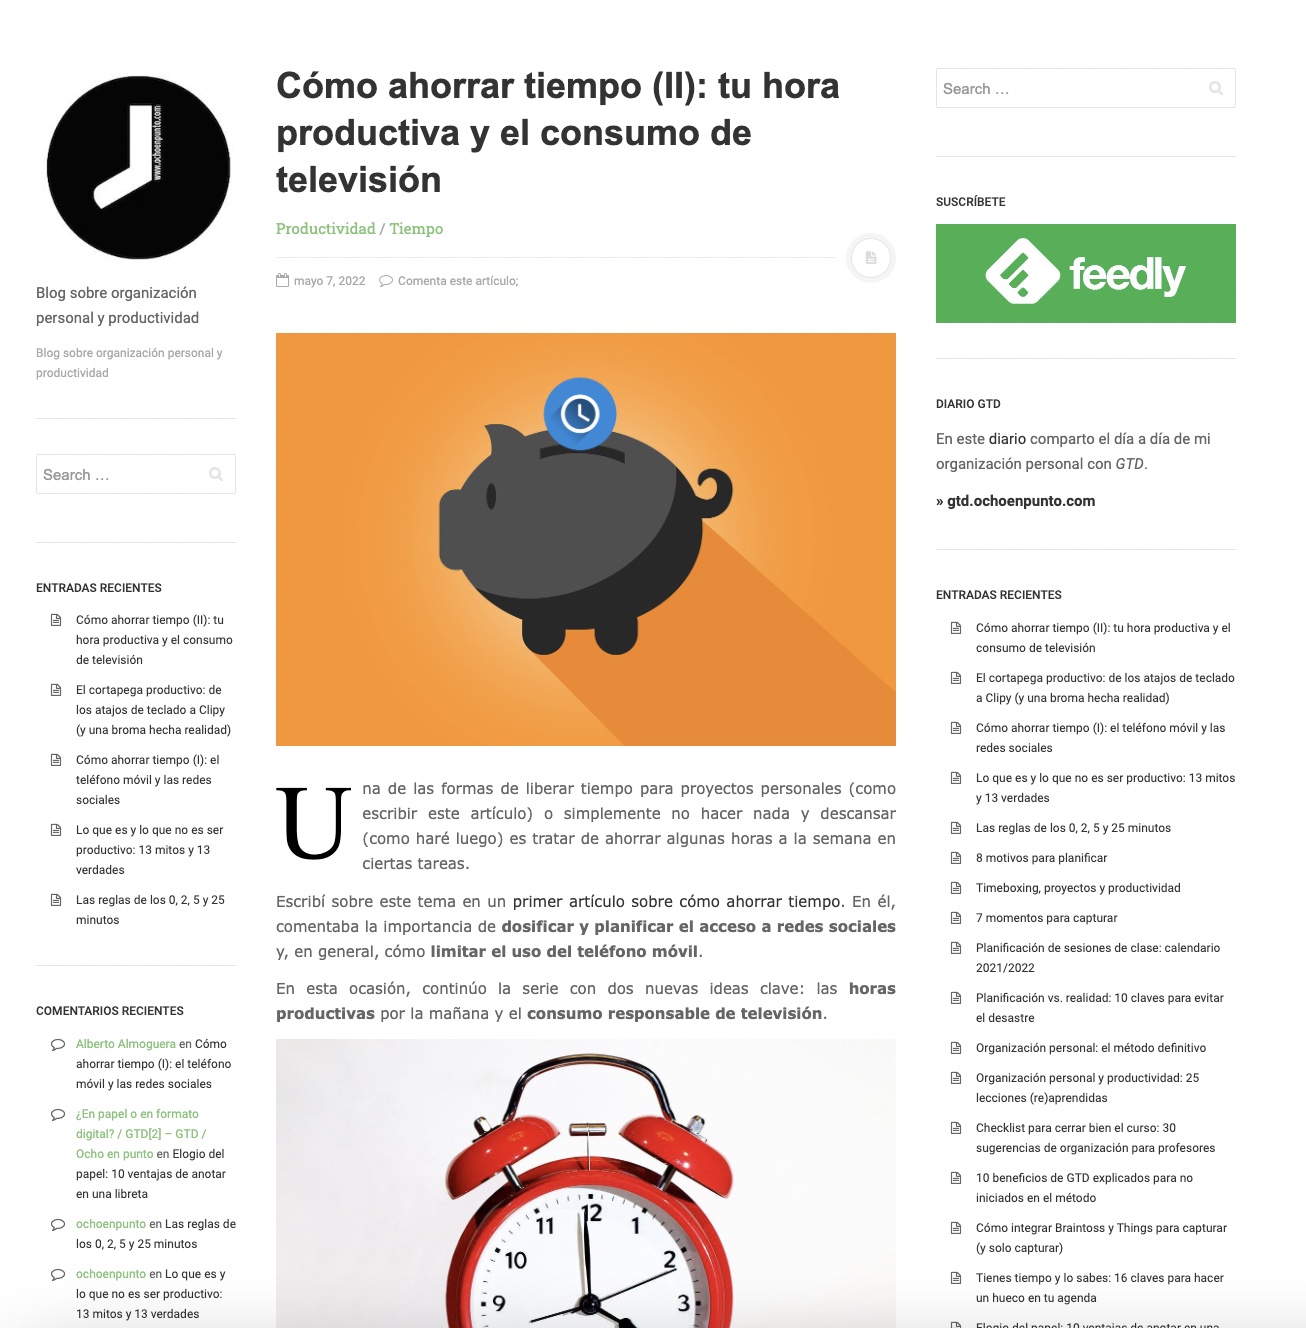 www.ochoenpunto.com
Blog sobre organización
personal y productividad
Blog sobre organización personal y
productividad
Search ...
ENTRADAS RECIENTES
Cómo ahorrar tiempo (II): tu
hora productiva y el consumo
de televisión
El cortapega productivo: de
los atajos de teclado a Clipy
(y una broma hecha realidad)
Cómo ahorrar tiempo (I): el
teléfono móvil y las redes
sociales
Lo que es y lo que no es ser
productivo: 13 mitos y 13
verdades
Las reglas de los 0, 2, 5 y 25
minutos
COMENTARIOS RECIENTES
Alberto Almoguera en Cómo
ahorrar tiempo (I): el teléfono
móvil y las redes sociales
¿En papel o en formato
digital? / GTD[2] – GTD /
Ocho en punto en Elogio del
papel: 10 ventajas de anotar
en una libreta
ochoenpunto en Las reglas de
los 0, 2, 5 y 25 minutos
ochoenpunto en Lo que es y
lo que no es ser productivo:
13 mitos y 13 verdades
Cómo ahorrar tiempo (II): tu hora
productiva y el consumo de
televisión
Productividad / Tiempo
mayo 7, 2022 Comenta este artículo;
Una de las formas de liberar tiempo para proyectos personales (como
escribir este artículo) o simplemente no hacer nada y descansar
(como haré luego) es tratar de ahorrar algunas horas a la semana en
ciertas tareas.
Escribí sobre este tema en un primer artículo sobre cómo ahorrar tiempo. En él,
comentaba la importancia de dosificar y planificar el acceso a redes sociales
y, en general, cómo limitar el uso del teléfono móvil.
En esta ocasión, continúo la serie con dos nuevas ideas clave: las horas
productivas por la mañana y el consumo responsable de televisión.
11 12 1
10 2
9 3
Search ...
SUSCRÍBETE
feedly
DIARIO GTD
En este diario comparto el día a día de mi
organización personal con GTD.
» gtd.ochoenpunto.com
ENTRADAS RECIENTES
Cómo ahorrar tiempo (II): tu hora productiva y el
consumo de televisión
El cortapega productivo: de los atajos de teclado
a Clipy (y una broma hecha realidad)
Cómo ahorrar tiempo (I): el teléfono móvil y las
redes sociales
Lo que es y lo que no es ser productivo: 13 mitos
y 13 verdades
Las reglas de los 0, 2, 5 y 25 minutos
8 motivos para planificar
Timeboxing, proyectos y productividad
7 momentos para capturar
Planificación de sesiones de clase: calendario
2021/2022
Planificación vs. realidad: 10 claves para evitar
el desastre
Organización personal: el método definitivo
Organización personal y productividad: 25
lecciones (re)aprendidas
Checklist para cerrar bien el curso: 30
sugerencias de organización para profesores
10 beneficios de GTD explicados para no
iniciados en el método
Cómo integrar Braintoss y Things para capturar
(y solo capturar)
Tienes tiempo y lo sabes: 16 claves para hacer
un hueco en tu agenda
Elogio del papel: 10 ventajas de anotar en una